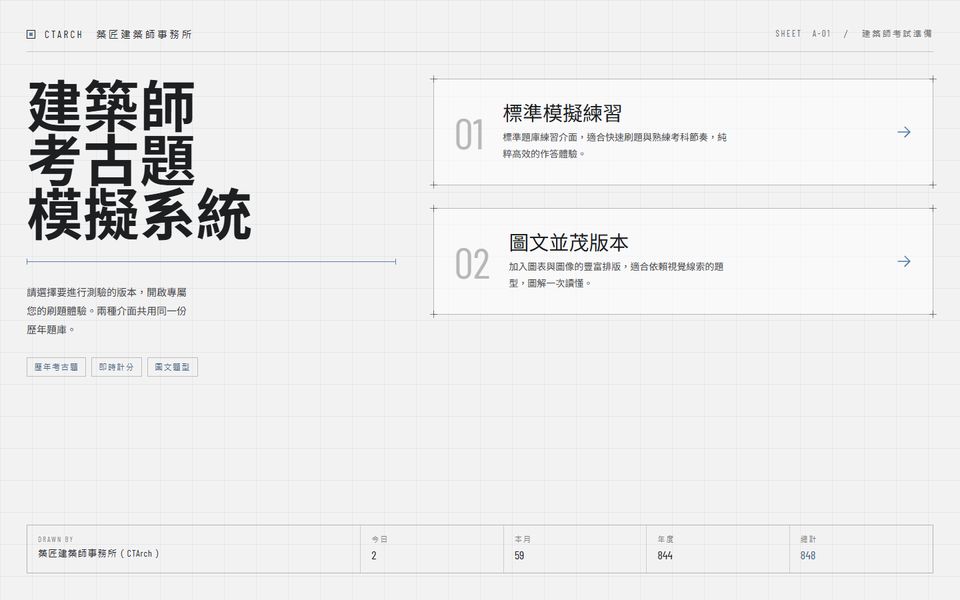 CTARCH 築匠建築師事務所
SHEET A-01 / 建築師考試準備
建築師
考古題
模擬系統
請選擇要進行測驗的版本，開啟專屬
您的刷題體驗。兩種介面共用同一份
歷年題庫。
歷年考古題
即時計分
圖文題型
01
標準模擬練習
標準題庫練習介面，適合快速刷題與熟練考科節奏，純
粹高效的作答體驗。
→
02
圖文並茂版本
加入圖表與圖像的豐富排版，適合依賴視覺線索的題
型，圖解一次讀懂。
→
DRAWN BY
築匠建築師事務所 ( CTArch )
今日
2
本月
59
年度
844
總計
848